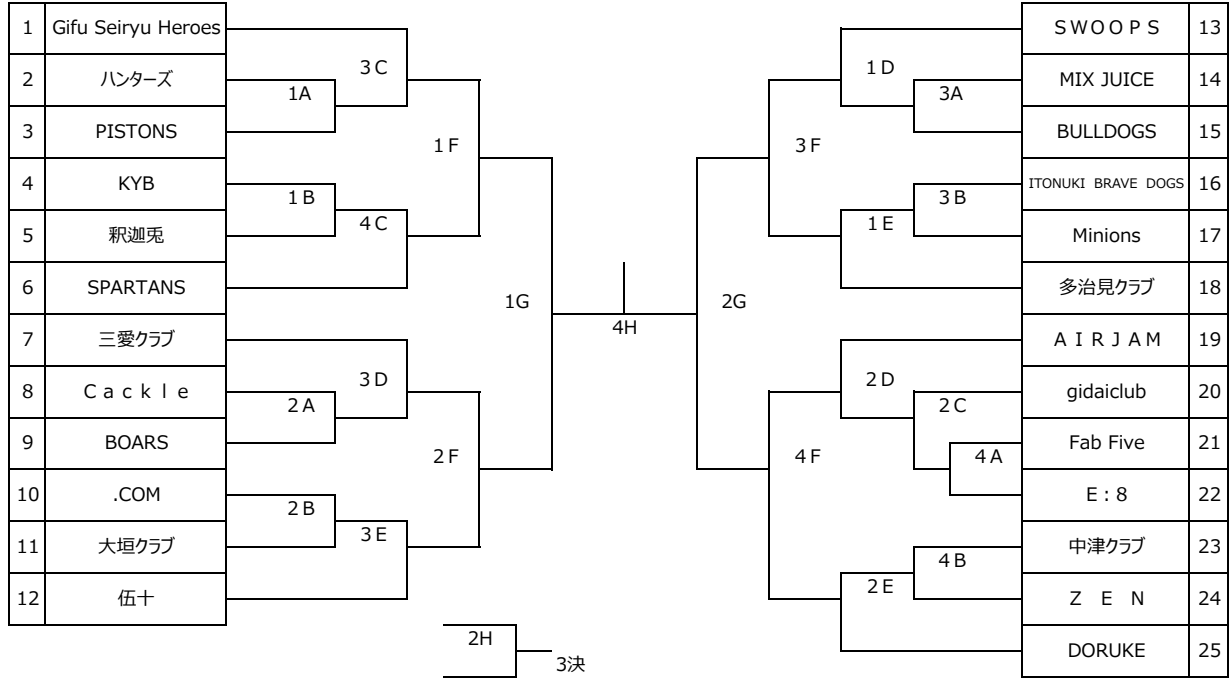 1 Gifu Seiryu Heroes
2 ハンターズ
3 PISTONS
4 KYB
5 釈迦兎
6 SPARTANS
7 三愛クラブ
8 Ｃａｃｋｌｅ
9 BOARS
10 .COM
11 大垣クラブ
12 伍十
3Ｃ
1A
1Ｆ
1Ｂ
4Ｃ
1G
3Ｄ
2Ａ
2Ｆ
2Ｂ
3Ｅ
4H
2H
3決
1Ｄ
3A
3Ｆ
3Ｂ
1Ｅ
2G
2Ｄ
2Ｃ
4Ｆ
4Ａ
4Ｂ
2Ｅ
ＳＷＯＯＰＳ 13
MIX JUICE 14
BULLDOGS 15
ITONUKI BRAVE DOGS 16
Minions 17
多治見クラブ 18
ＡＩＲＪＡＭ 19
gidaiclub 20
Fab Five 21
E : 8 22
中津クラブ 23
Ｚ Ｅ Ｎ 24
DORUKE 25